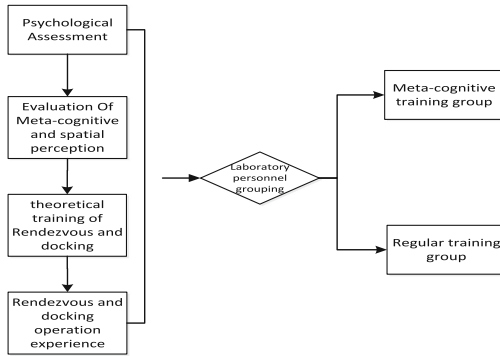 Psychological
Assessment
Evaluation Of
Meta-cognitive
and spatial
perception
theoretical
training of
Rendezvous and
docking
Rendezvous and
docking
operation
experience
Laboratory
personnel
grouping
Meta-cognitive
training group
Regular training
group